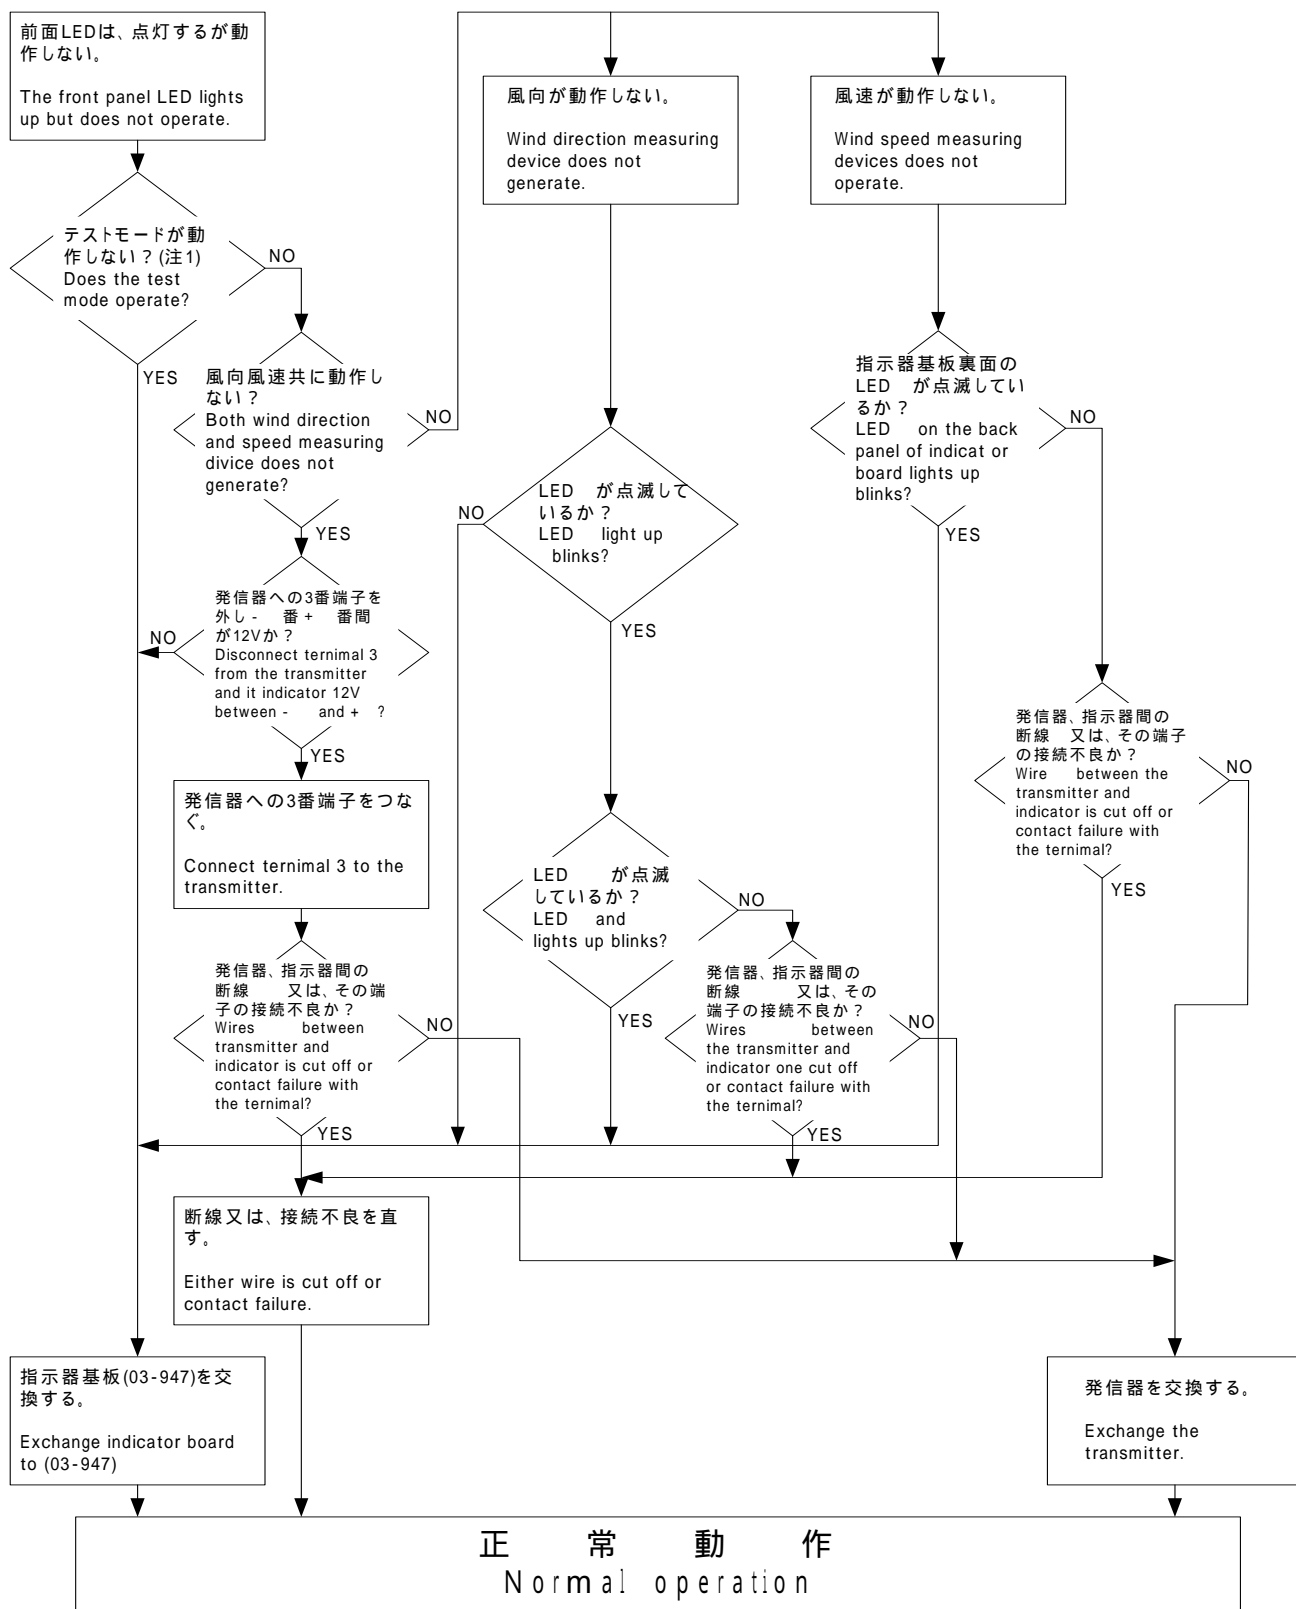 前面LEDは、点灯するが動
作しない。
The front panel LED lights
up but does not operate.
テストモードが動
作しない？(注1)
Does the test
mode operate?
NO
YES
風向風速共に動作し
ない？
Both wind direction
and speed measuring
divice does not
generate?
NO
YES
発信器への3番端子を
外し - 番 + 番間
が12Vか？
Disconnect ternimal 3
from the transmitter
and it indicator 12V
between - and + ?
NO
YES
発信器への3番端子をつな
ぐ。
Connect ternimal 3 to the
transmitter.
発信器、指示器間の
断線 又は、その端
子の接続不良か？
Wires between
transmitter and
indicator is cut off or
contact failure with
the ternimal?
NO
YES
断線又は、接続不良を直
す。
Either wire is cut off or
contact failure.
指示器基板(03-947)を交
換する。
Exchange indicator board
to (03-947)
風向が動作しない。
Wind direction measuring
device does not
generate.
LED が点滅して
いるか？
LED light up
blinks?
NO
YES
LED が点滅
しているか？
LED and
lights up blinks?
NO
YES
発信器、指示器間の
断線 又は、その
端子の接続不良か？
Wires between
the transmitter and
indicator one cut off
or contact failure with
the ternimal?
NO
YES
風速が動作しない。
Wind speed measuring
devices does not
operate.
指示器基板裏面の
LED が点滅してい
るか？
LED on the back
panel of indicat or
board lights up
blinks?
NO
YES
発信器、指示器間の
断線 又は、その端子
の接続不良か？
Wire between the
transmitter and
indicator is cut off or
contact failure with
the ternimal?
NO
YES
発信器を交換する。
Exchange the
transmitter.
正 常 動 作
Normal operation